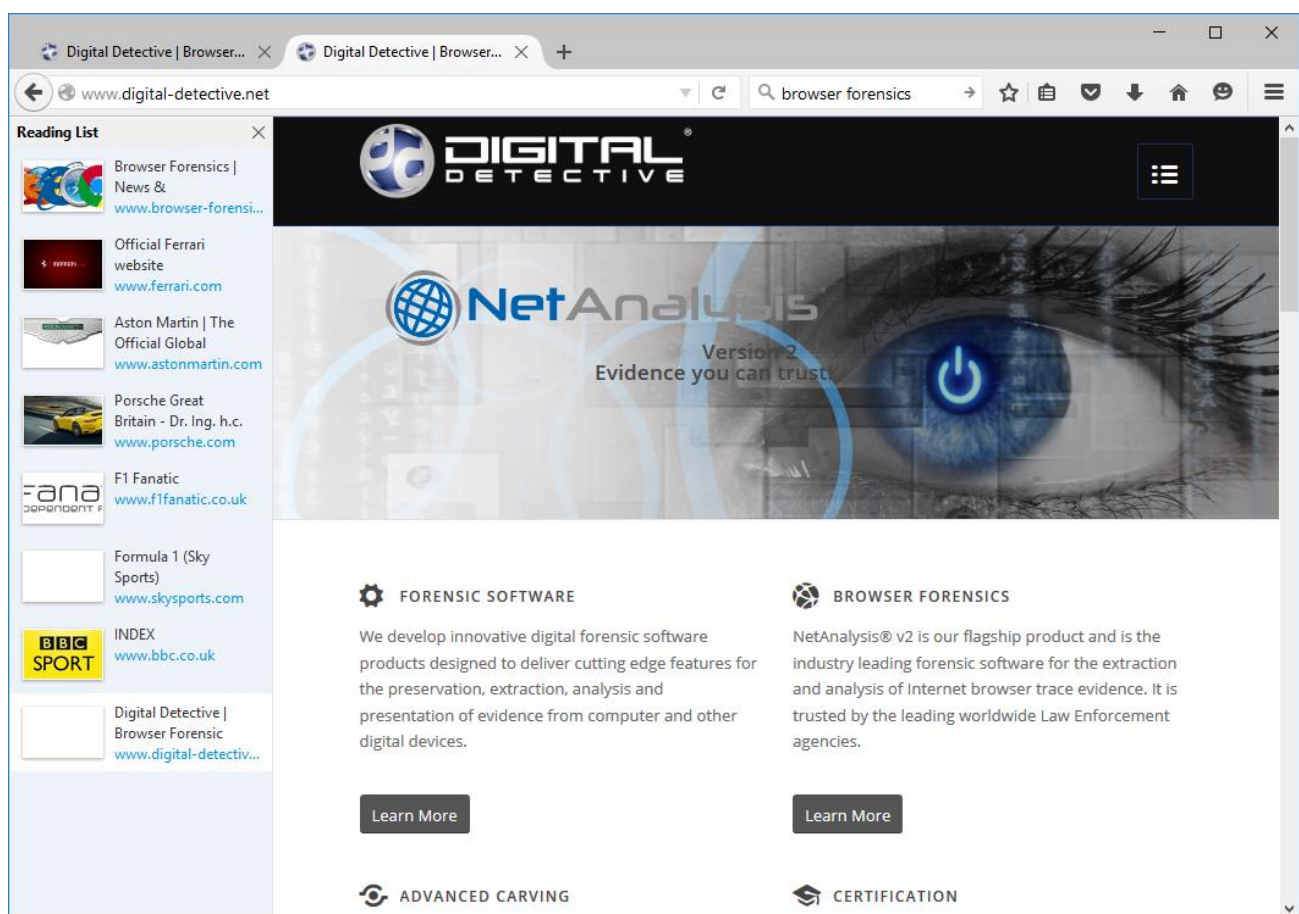 Digital Detective | Browser...
Digital Detective | Browser...
www.digital-detective.net
browser forensics
Reading List
Browser Forensics |
News &
www.browser-forensi...
Official Ferrari
website
www.ferrari.com
Aston Martin | The
Official Global
www.astonmartin.com
Porsche Great
Britain - Dr. Ing. h.c.
www.porsche.com
F1 Fanatic
www.f1fanatic.co.uk
Formula 1 (Sky
Sports)
www.skysports.com
BBC
SPORT
INDEX
www.bbc.co.uk
Digital Detective |
Browser Forensic
www.digital-detectiv...
DIGITAL®
DETECTIVE
NetAnalysis
Version 2
Evidence you can trust.
FORENSIC SOFTWARE
We develop innovative digital forensic software
products designed to deliver cutting edge features for
the preservation, extraction, analysis and
presentation of evidence from computer and other
digital devices.
Learn More
BROWSER FORENSICS
NetAnalysis® v2 is our flagship product and is the
industry leading forensic software for the extraction
and analysis of Internet browser trace evidence. It is
trusted by the leading worldwide Law Enforcement
agencies.
Learn More
ADVANCED CARVING
CERTIFICATION